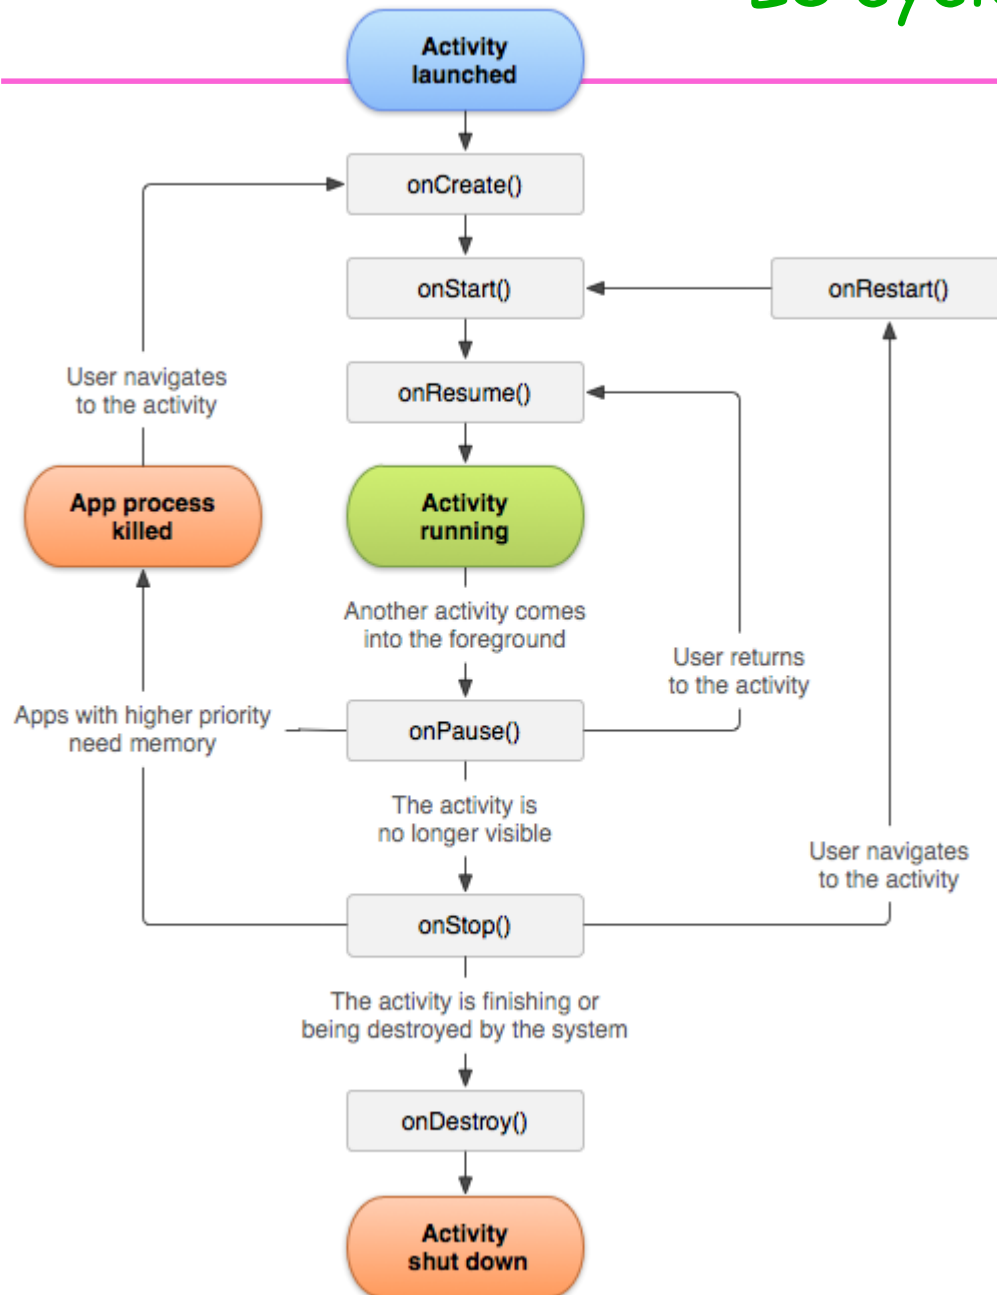 Activity
launched
onCreate()
onStart()
onRestart()
onResume()
User navigates
to the activity
App process
killed
Activity
running
Another activity comes
into the foreground
User returns
to the activity
Apps with higher priority
need memory
onPause()
The activity is
no longer visible
User navigates
to the activity
onStop()
The activity is finishing or
being destroyed by the system
onDestroy()
Activity
shut down